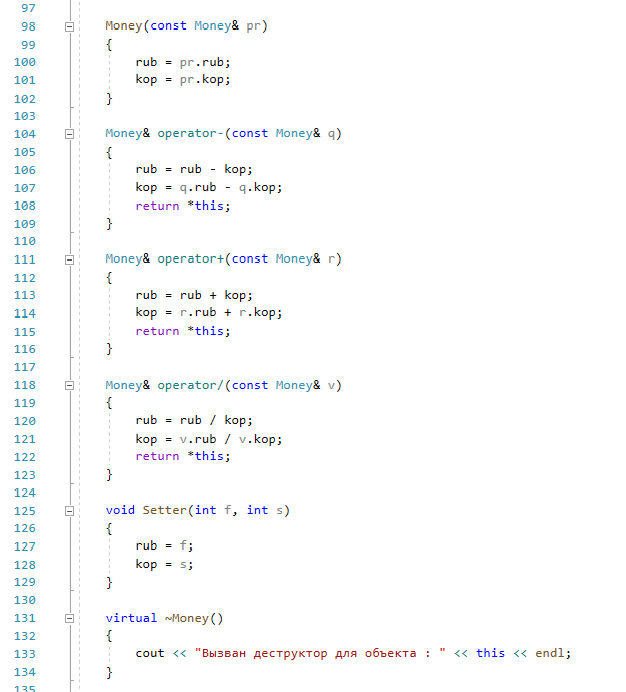 97
98 Money(const Money& pr)
99 {
100 rub = pr.rub;
101 kop = pr.kop;
102 }
103
104 Money& operator-(const Money& q)
105 {
106 rub = rub - kop;
107 kop = q.rub - q.kop;
108 return *this;
109 }
110
111 Money& operator+(const Money& r)
112 {
113 rub = rub + kop;
114 kop = r.rub + r.kop;
115 return *this;
116 }
117
118 Money& operator/(const Money& v)
119 {
120 rub = rub / kop;
121 kop = v.rub / v.kop;
122 return *this;
123 }
124
125 void Setter(int f, int s)
126 {
127 rub = f;
128 kop = s;
129 }
130
131 virtual ~Money()
132 {
133 cout << "Вызван деструктор для объекта : " << this << endl;
134 }
135